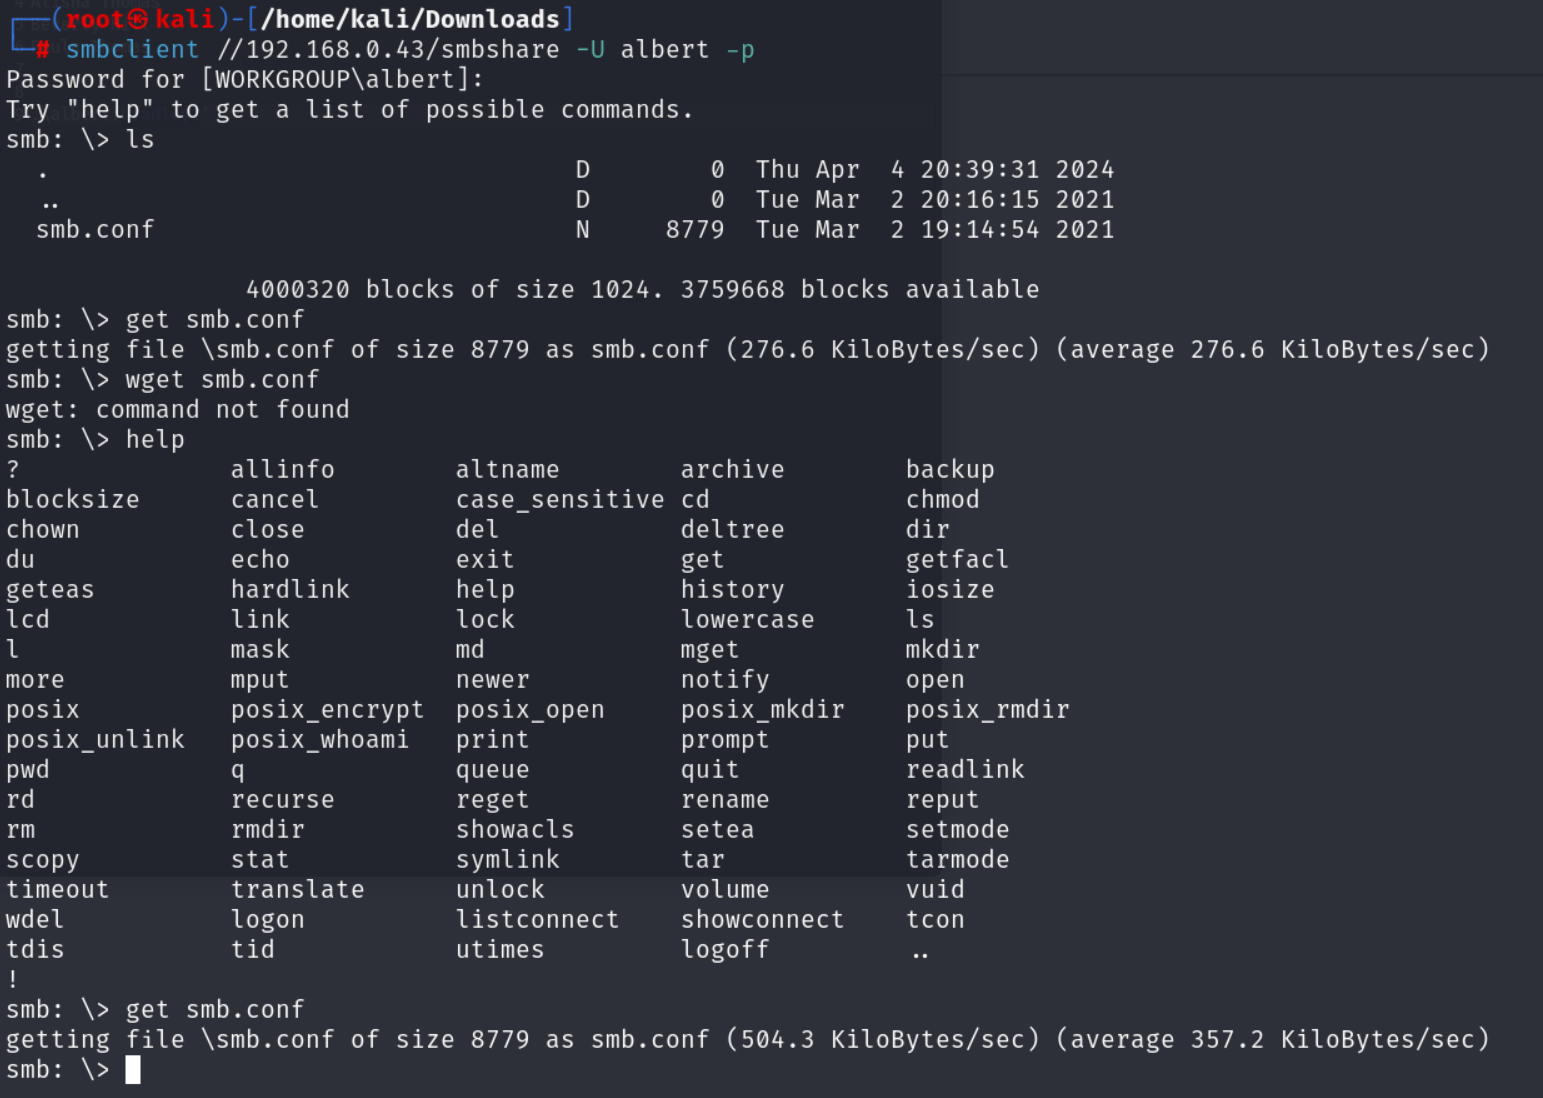 (root㉿kali)-[/home/kali/Downloads]
# smbclient //192.168.0.43/smbshare -U albert -p
Password for [WORKGROUP\albert]:
Try "help" to get a list of possible commands.
smb: \> ls
  .                                   D        0  Thu Apr  4 20:39:31 2024
  ..                                  D        0  Tue Mar  2 20:16:15 2021
  smb.conf                            N     8779  Tue Mar  2 19:14:54 2021
                4000320 blocks of size 1024. 3759668 blocks available
smb: \> get smb.conf
getting file \smb.conf of size 8779 as smb.conf (276.6 KiloBytes/sec) (average 276.6 KiloBytes/sec)
smb: \> wget smb.conf
wget: command not found
smb: \> help
?              allinfo        altname        archive        backup
blocksize      cancel         case_sensitive cd             chmod
chown          close          del            deltree        dir
du             echo           exit           get            getfacl
geteas         hardlink       help           history        iosize
lcd            link           lock           lowercase      ls
l              mask           md             mget           mkdir
more           mput           newer          notify         open
posix          posix_encrypt  posix_open     posix_mkdir    posix_rmdir
posix_unlink   posix_whoami   print          prompt         put
pwd            q              queue          quit           readlink
rd             recurse        reget          rename         reput
rm             rmdir          showacls       setea          setmode
scopy          stat           symlink        tar            tarmode
timeout        translate      unlock         volume         vuid
wdel           logon          listconnect    showconnect    tcon
tdis           tid            utimes         logoff         ..
!
smb: \> get smb.conf
getting file \smb.conf of size 8779 as smb.conf (504.3 KiloBytes/sec) (average 357.2 KiloBytes/sec)
smb: \>